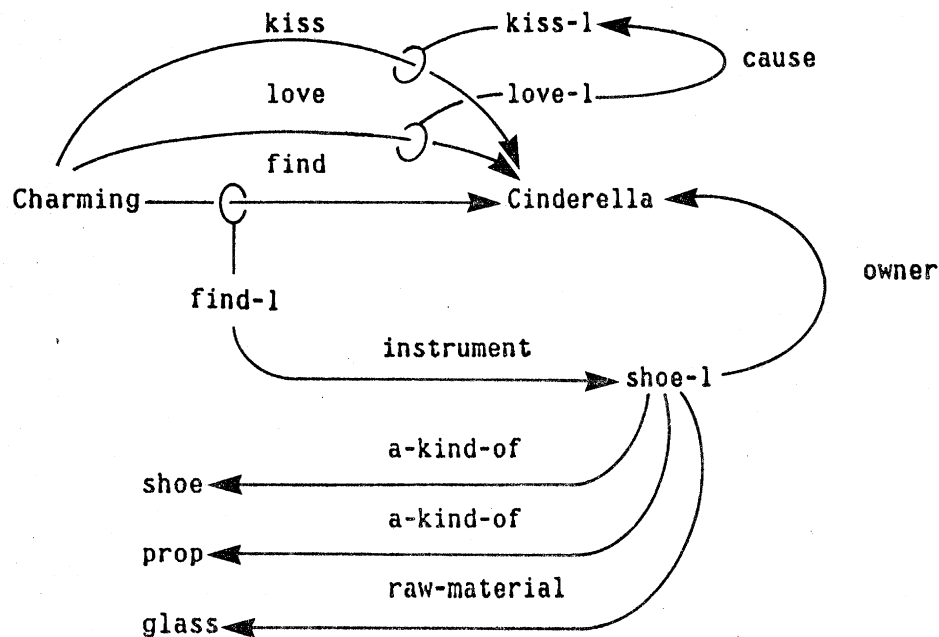 kiss
kiss-1
cause
love
love-1
find
Charming
Cinderella
owner
find-1
instrument
shoe-1
a-kind-of
shoe
a-kind-of
prop
raw-material
glass